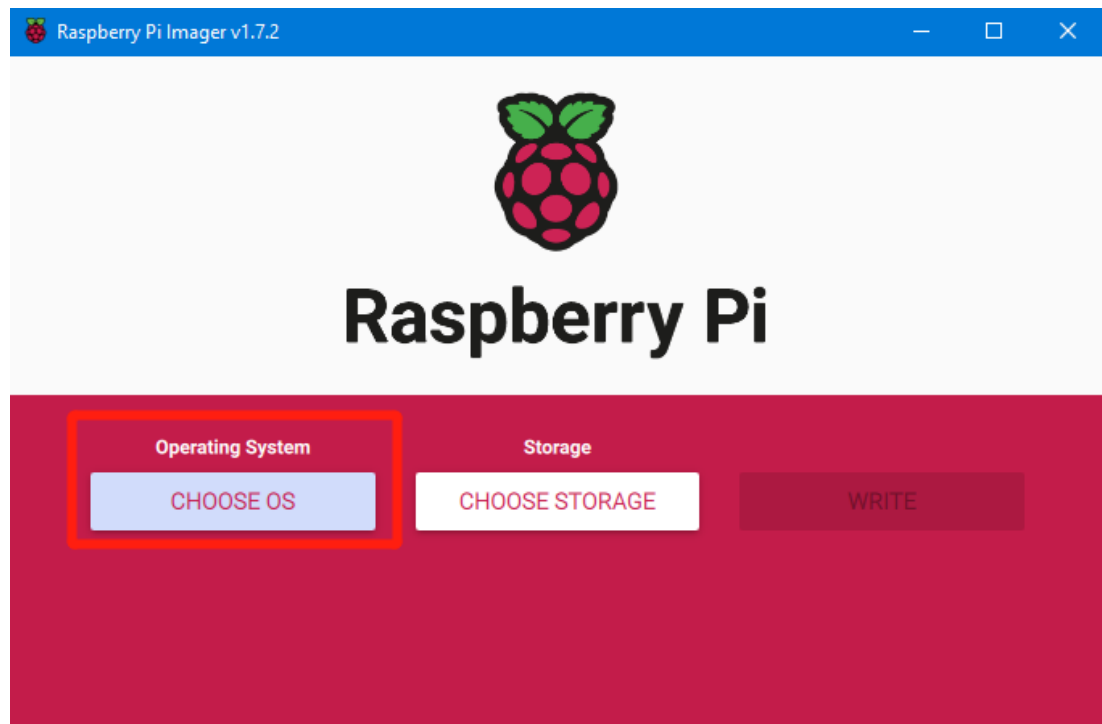 Raspberry Pi Imager v1.7.2
Raspberry Pi
Operating System
Storage
CHOOSE OS
CHOOSE STORAGE
WRITE